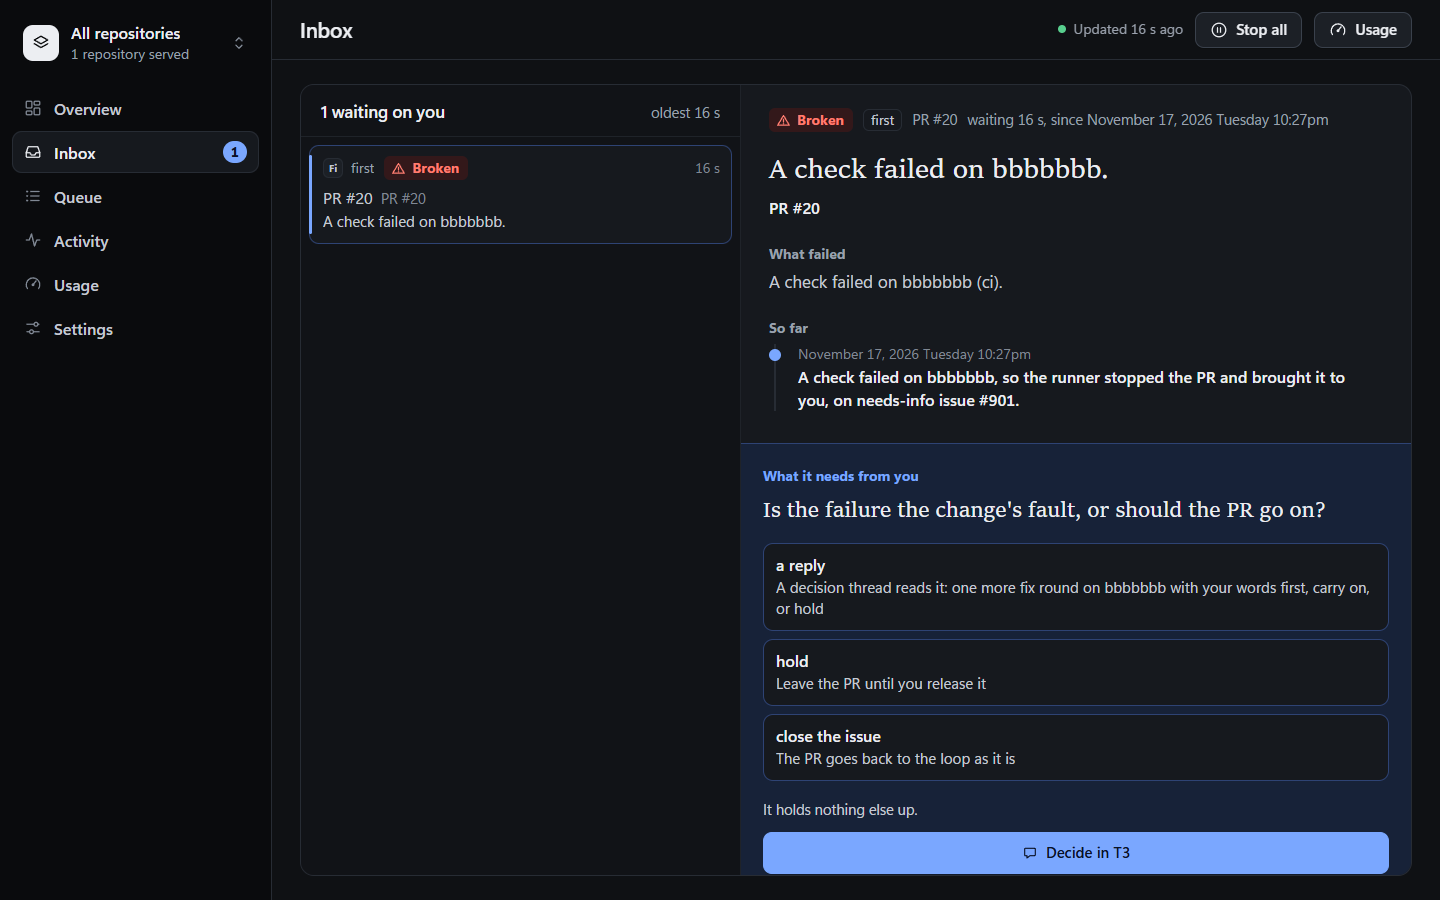 All repositories
1 repository served
Overview
Inbox 1
Queue
Activity
Usage
Settings
Inbox
Updated 16 s ago
Stop all
Usage
1 waiting on you
oldest 16 s
Fi first Broken 16 s
PR #20 PR #20
A check failed on bbbbbbb.
Broken first PR #20 waiting 16 s, since November 17, 2026 Tuesday 10:27pm
A check failed on bbbbbbb.
PR #20
What failed
A check failed on bbbbbbb (ci).
So far
November 17, 2026 Tuesday 10:27pm
A check failed on bbbbbbb, so the runner stopped the PR and brought it to
you, on needs-info issue #901.
What it needs from you
Is the failure the change's fault, or should the PR go on?
a reply
A decision thread reads it: one more fix round on bbbbbbb with your words first, carry on,
or hold
hold
Leave the PR until you release it
close the issue
The PR goes back to the loop as it is
It holds nothing else up.
Decide in T3